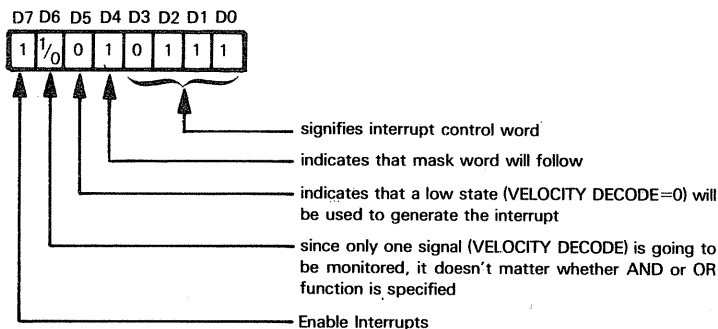 D7 D6 D5 D4 D3 D2 D1 D0
1 1/0 0 1 0 1 1 1
signifies interrupt control word
indicates that mask word will follow
indicates that a low state (VELOCITY DECODE=0) will
be used to generate the interrupt
since only one signal (VELOCITY DECODE) is going to
be monitored, it doesn't matter whether AND or OR
function is specified
Enable Interrupts